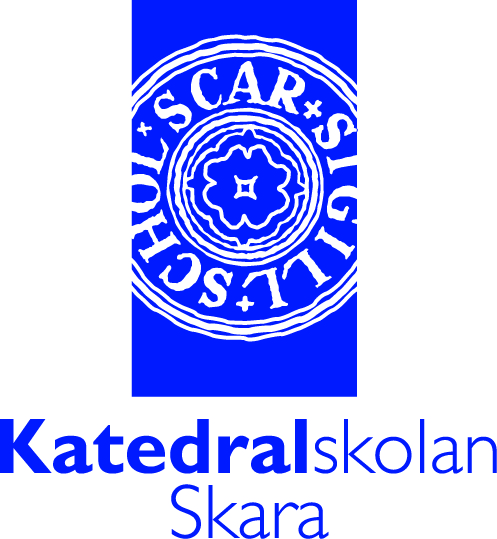 SIGILL + SCHOL + SCAR +
Katedralskolan
Skara